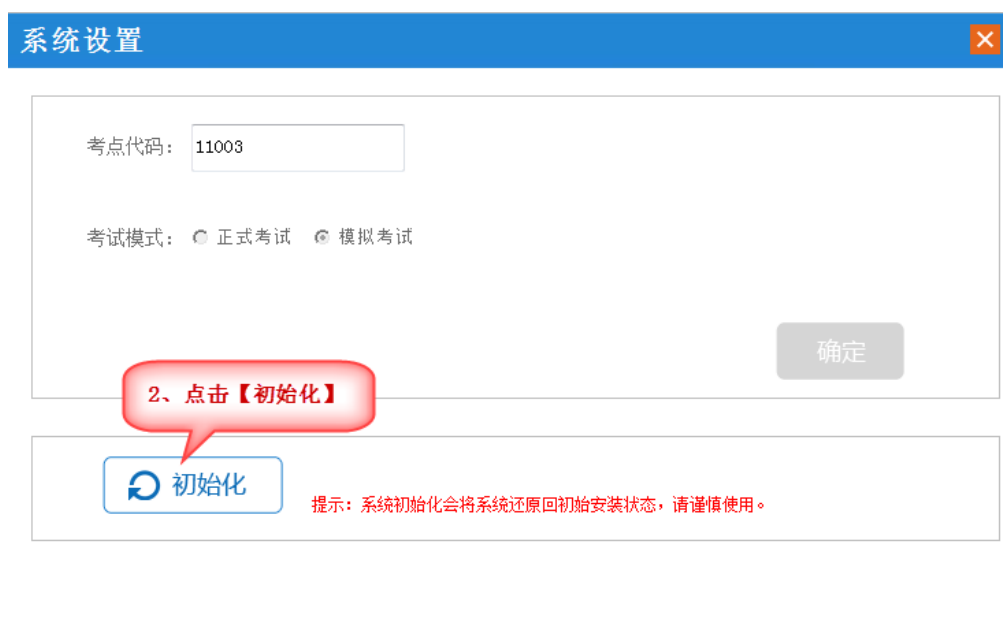 系统设置
考点代码： 11003
考试模式： 正式考试 模拟考试
确定
2、点击【初始化】
初始化
提示：系统初始化会将系统还原回初始安装状态，请谨慎使用。